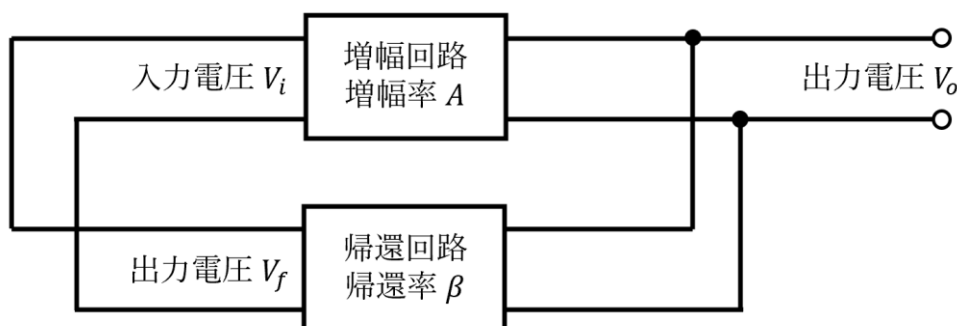 増幅回路
増幅率 A
入力電圧 Vi
出力電圧 Vo
帰還回路
帰還率 β
出力電圧 Vf